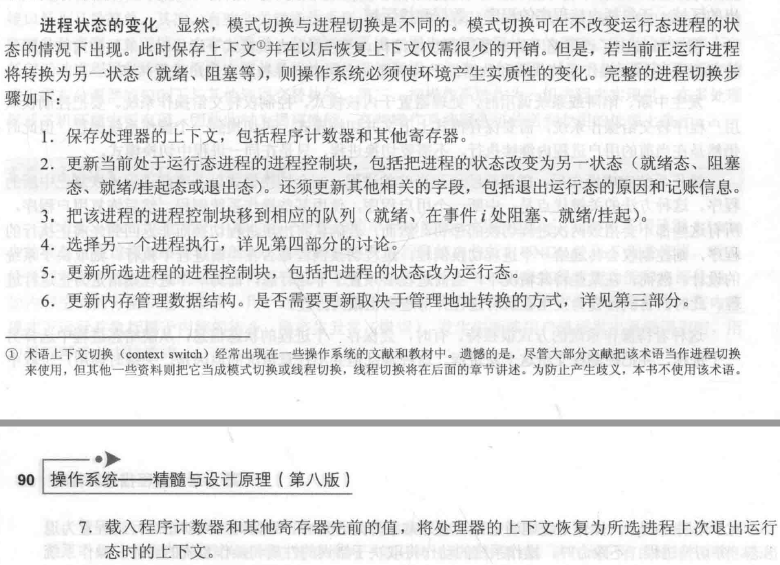 进程状态的变化 显然，模式切换与进程切换是不同的。模式切换可在不改变运行态进程的状
态的情况下出现。此时保存上下文①并在以后恢复上下文仅需很少的开销。但是，若当前正运行进程
将转换为另一状态（就绪、阻塞等），则操作系统必须使环境产生实质性的变化。完整的进程切换步
骤如下：
1. 保存处理器的上下文，包括程序计数器和其他寄存器。
2. 更新当前处于运行态进程的进程控制块，包括把进程的状态改变为另一状态（就绪态、阻塞
态、就绪/挂起态或退出态）。还须更新其他相关的字段，包括退出运行态的原因和记账信息。
3. 把该进程的进程控制块移到相应的队列（就绪、在事件 i 处阻塞、就绪/挂起）。
4. 选择另一个进程执行，详见第四部分的讨论。
5. 更新所选进程的进程控制块，包括把进程的状态改为运行态。
6. 更新内存管理数据结构。是否需要更新取决于管理地址转换的方式，详见第三部分。
① 术语上下文切换（context switch）经常出现在一些操作系统的文献和教材中。遗憾的是，尽管大部分文献把该术语当作进程切换
来使用，但其他一些资料则把它当成模式切换或线程切换，线程切换将在后面的章节讲述。为防止产生歧义，本书不使用该术语。
90 操作系统——精髓与设计原理（第八版）
7. 载入程序计数器和其他寄存器先前的值，将处理器的上下文恢复为所选进程上次退出运行
态时的上下文。